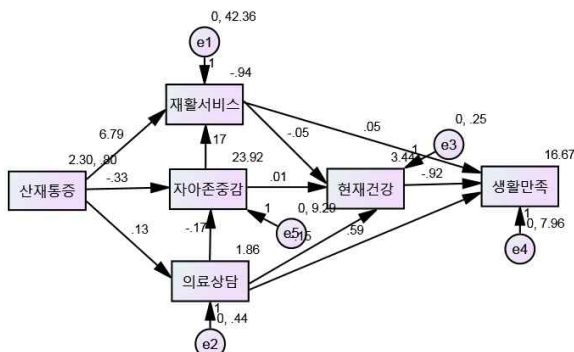 0, 42.36
e1
1
-.94
재활서비스
6.79
.17
-.05
.05
0, .25
e3
1
2.30, .80
산재통증
-.33
23.92
자아존중감
.01
3.44
현재건강
-.92
16.67
생활만족
0, 9.29
1
e5
-.15
.59
.13
-.17
1.86
의료상담
1
0, 7.96
e4
1
0, .44
e2